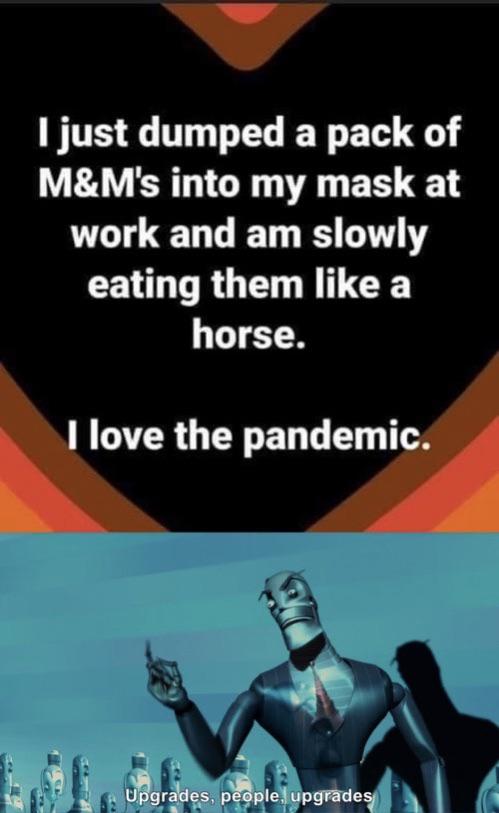 I just dumped a pack of
M&M's into my mask at
work and am slowly
eating them like a
horse.
I love the pandemic.
Upgrades, people, upgrades